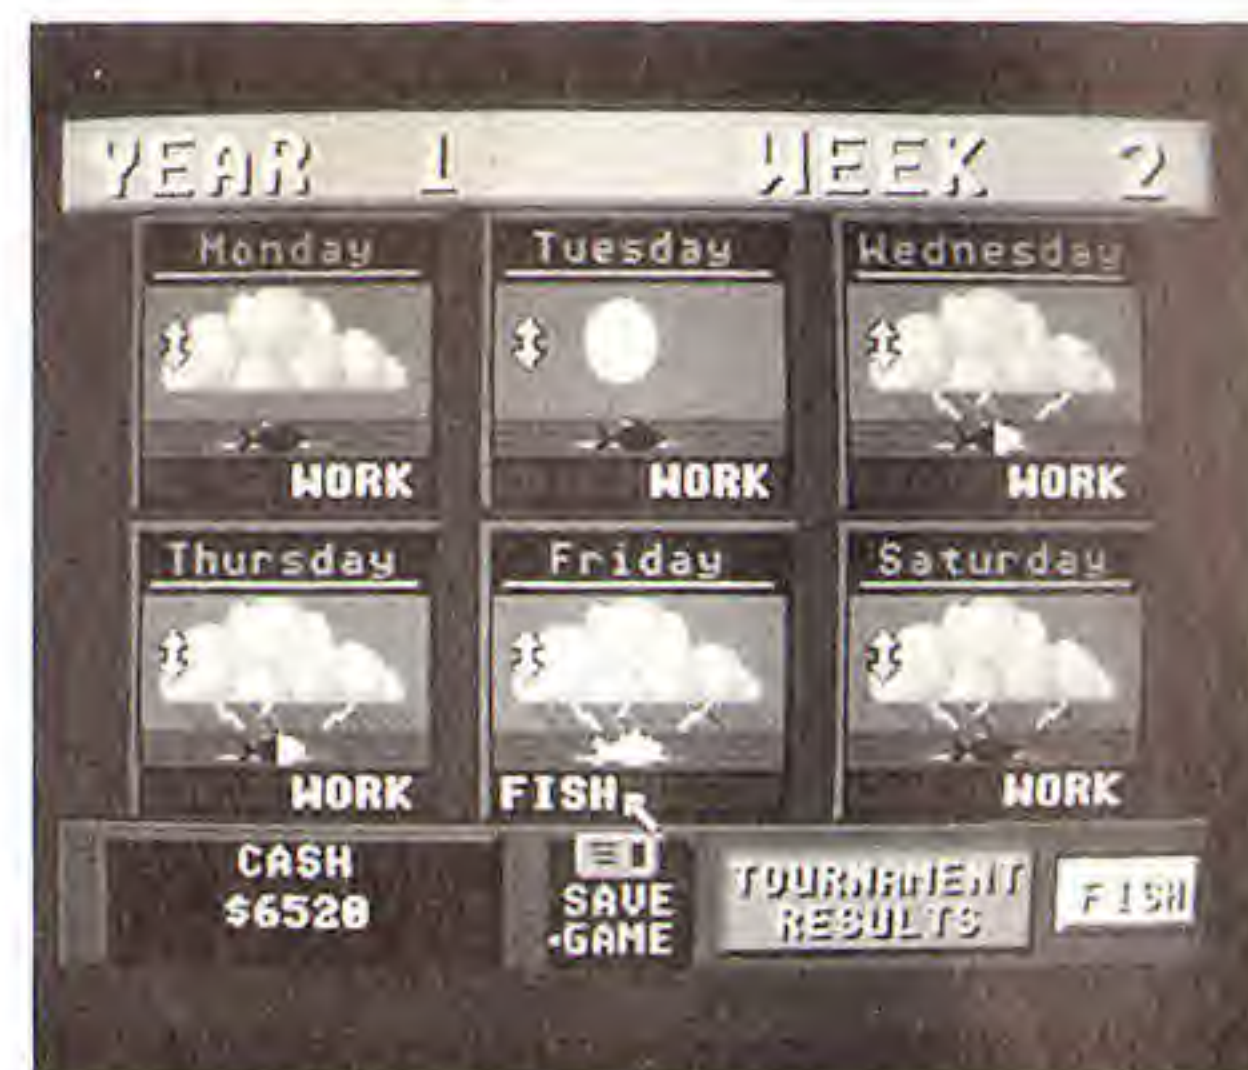 YEAR 1 WEEK 2
Monday Tuesday Wednesday
WORK WORK WORK
Thursday Friday Saturday
WORK FISH WORK
CASH
$6520
SAVE
GAME
TOURNAMENT
RESULTS
FISH